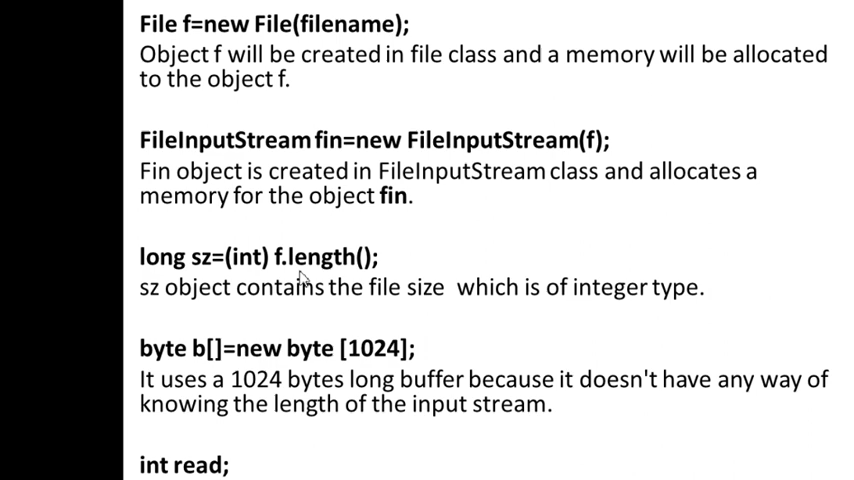 File f=new File(filename);
Object f will be created in file class and a memory will be allocated
to the object f.
FileInputStream fin=new FileInputStream(f);
Fin object is created in FileInputStream class and allocates a
memory for the object fin.
long sz=(int) f.length();
sz object contains the file size which is of integer type.
byte b[]=new byte [1024];
It uses a 1024 bytes long buffer because it doesn't have any way of
knowing the length of the input stream.
int read;